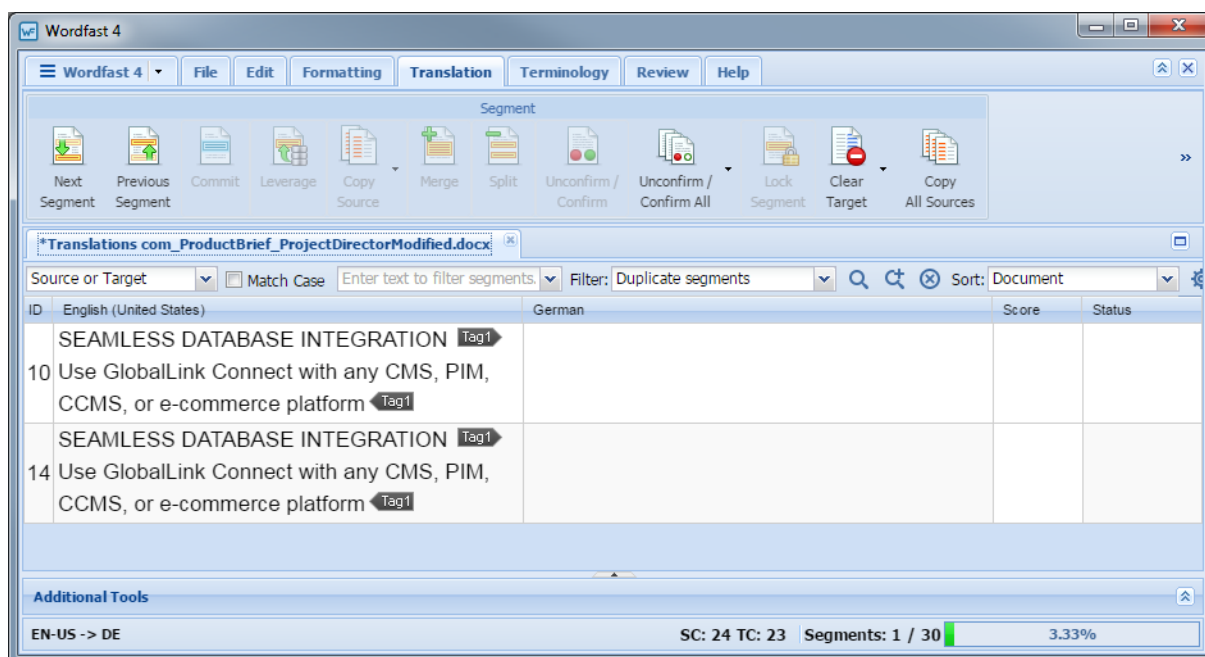 WF Wordfast 4
Wordfast 4 File Edit Formatting Translation Terminology Review Help
Segment
Next Segment
Previous Segment
Commit
Leverage
Copy Source
Merge
Split
Unconfirm / Confirm
Unconfirm / Confirm All
Lock Segment
Clear Target
Copy All Sources
»
*Translations com_ProductBrief_ProjectDirectorModified.docx
Source or Target Match Case Enter text to filter segments. Filter: Duplicate segments Sort: Document
ID English (United States) German Score Status
10 SEAMLESS DATABASE INTEGRATION Tag1
Use GlobalLink Connect with any CMS, PIM,
CCMS, or e-commerce platform Tag1
14 SEAMLESS DATABASE INTEGRATION Tag1
Use GlobalLink Connect with any CMS, PIM,
CCMS, or e-commerce platform Tag1
Additional Tools
EN-US -> DE SC: 24 TC: 23 Segments: 1 / 30 3.33%